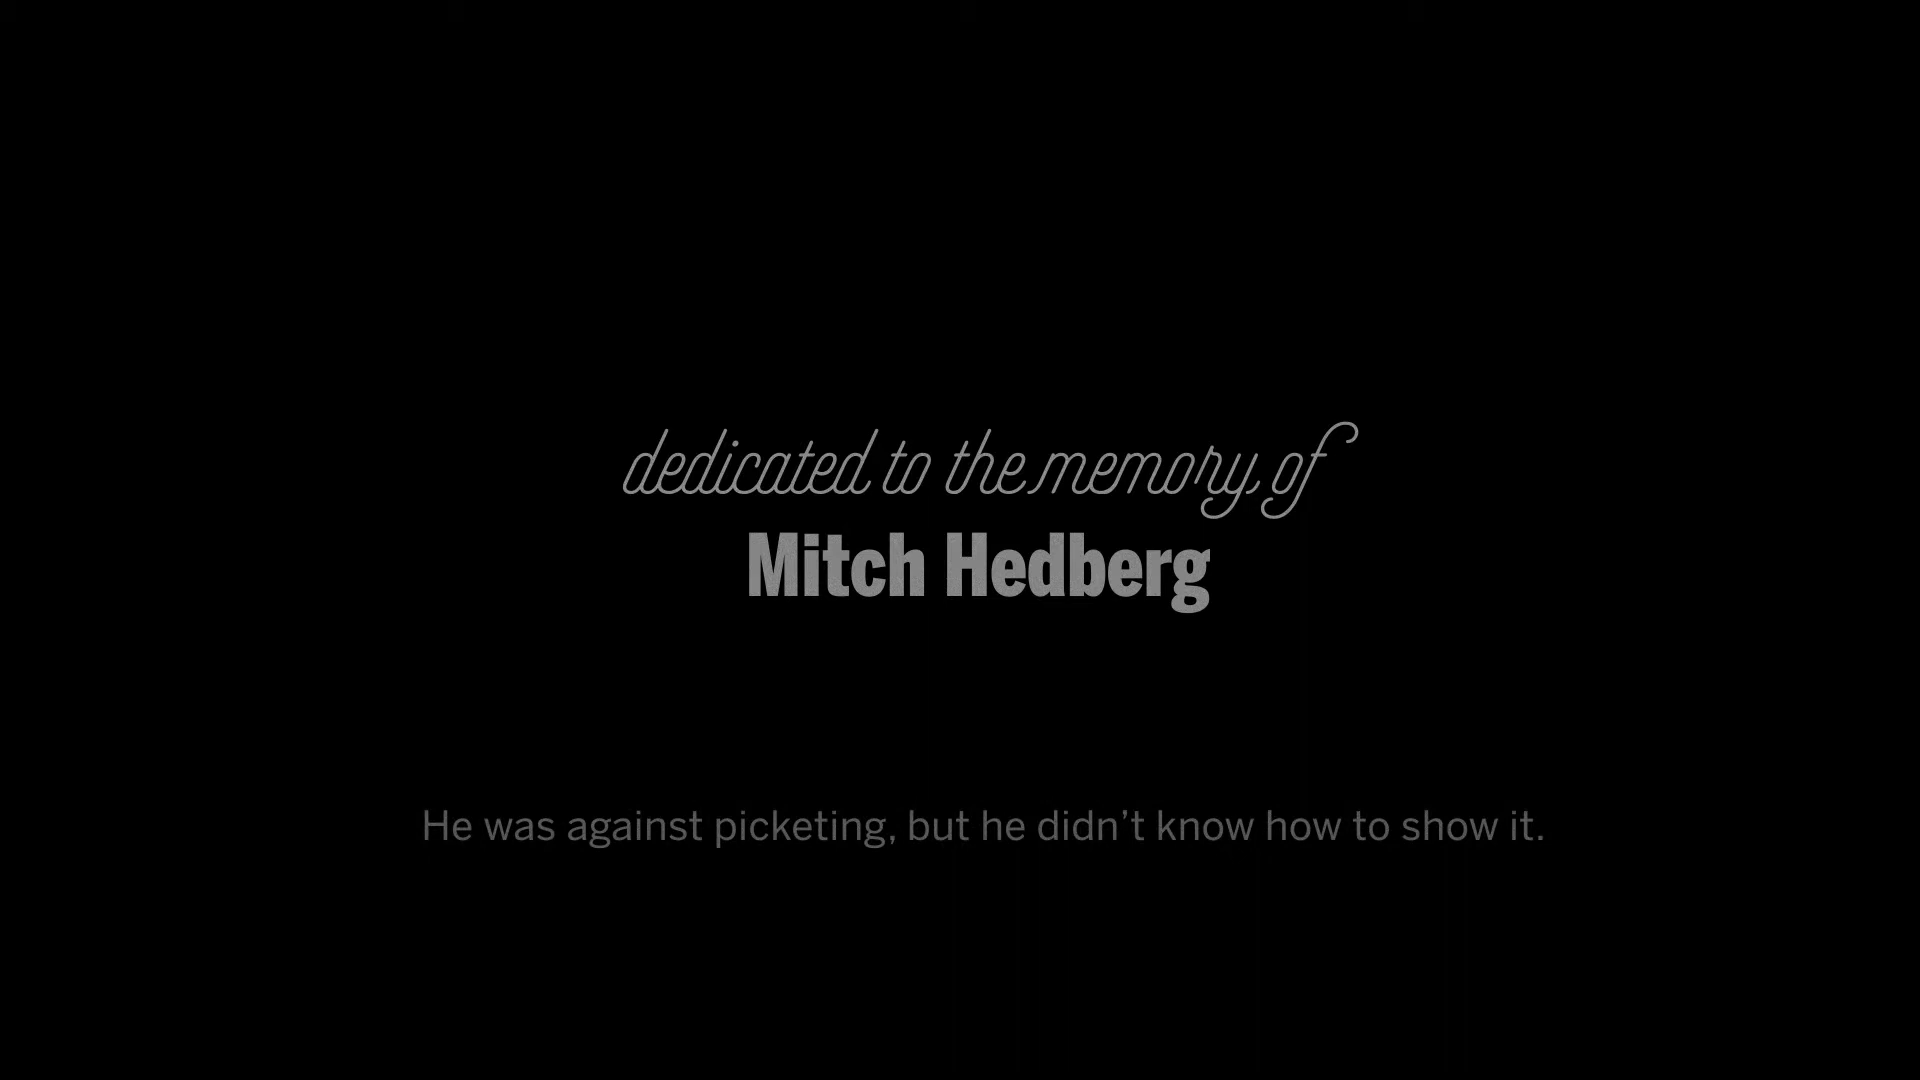 dedicated to the memory of
Mitch Hedberg
He was against picketing, but he didn’t know how to show it.